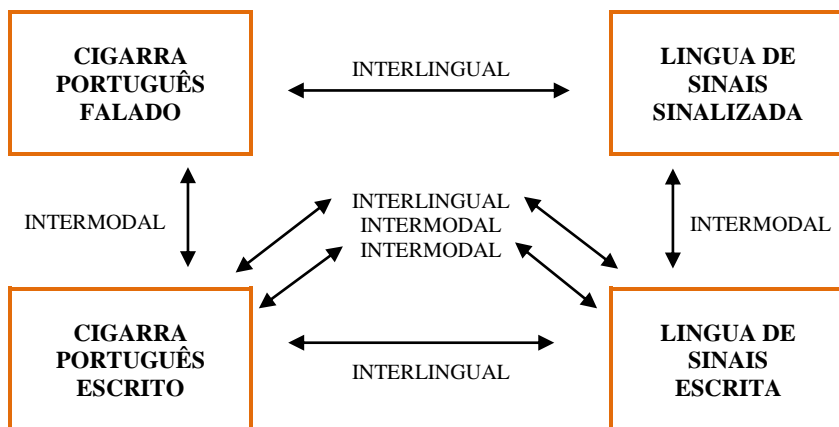 CIGARRA
PORTUGUÊS
FALADO
INTERLINGUAL
LINGUA DE
SINAIS
SINALIZADA
INTERMODAL
INTERLINGUAL
INTERMODAL
INTERMODAL
INTERMODAL
CIGARRA
PORTUGUÊS
ESCRITO
INTERLINGUAL
LINGUA DE
SINAIS
ESCRITA